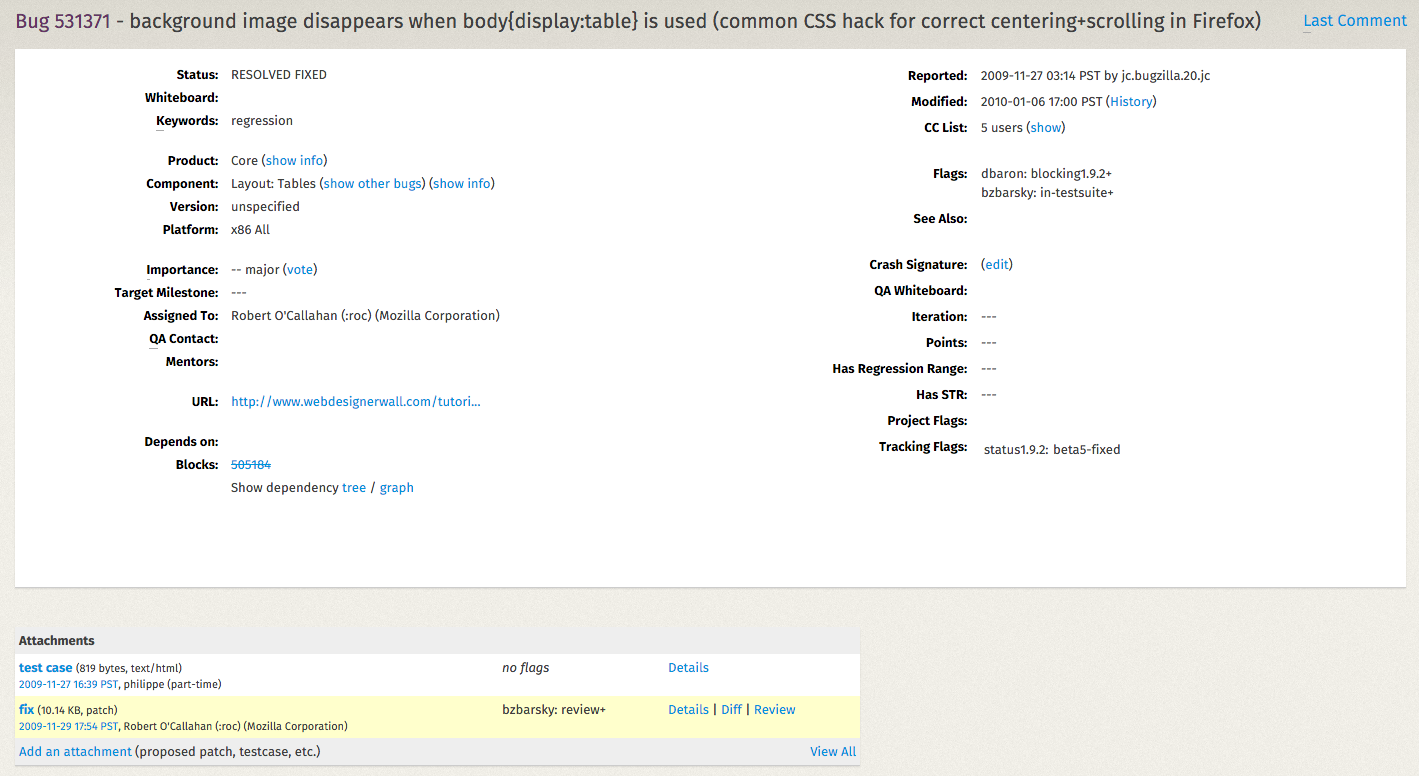 Bug 531371 - background image disappears when body{display:table} is used (common CSS hack for correct centering+scrolling in Firefox)
Last Comment
Status: RESOLVED FIXED
Whiteboard:
Keywords: regression
Product: Core (show info)
Component: Layout: Tables (show other bugs) (show info)
Version: unspecified
Platform: x86 All
Importance: -- major (vote)
Target Milestone: ---
Assigned To: Robert O'Callahan (:roc) (Mozilla Corporation)
QA Contact:
Mentors:
URL: http://www.webdesignerwall.com/tutori...
Depends on:
Blocks: 505184
Show dependency tree / graph
Reported: 2009-11-27 03:14 PST by jc.bugzilla.20.jc
Modified: 2010-01-06 17:00 PST (History)
CC List: 5 users (show)
Flags: dbaron: blocking1.9.2+
bzbarsky: in-testsuite+
See Also:
Crash Signature: (edit)
QA Whiteboard:
Iteration: ---
Points: ---
Has Regression Range: ---
Has STR: ---
Project Flags:
Tracking Flags: status1.9.2: beta5-fixed
Attachments
test case (819 bytes, text/html) no flags Details
2009-11-27 16:39 PST, philippe (part-time)
fix (10.14 KB, patch) bzbarsky: review+ Details | Diff | Review
2009-11-29 17:54 PST, Robert O'Callahan (:roc) (Mozilla Corporation)
Add an attachment (proposed patch, testcase, etc.) View All